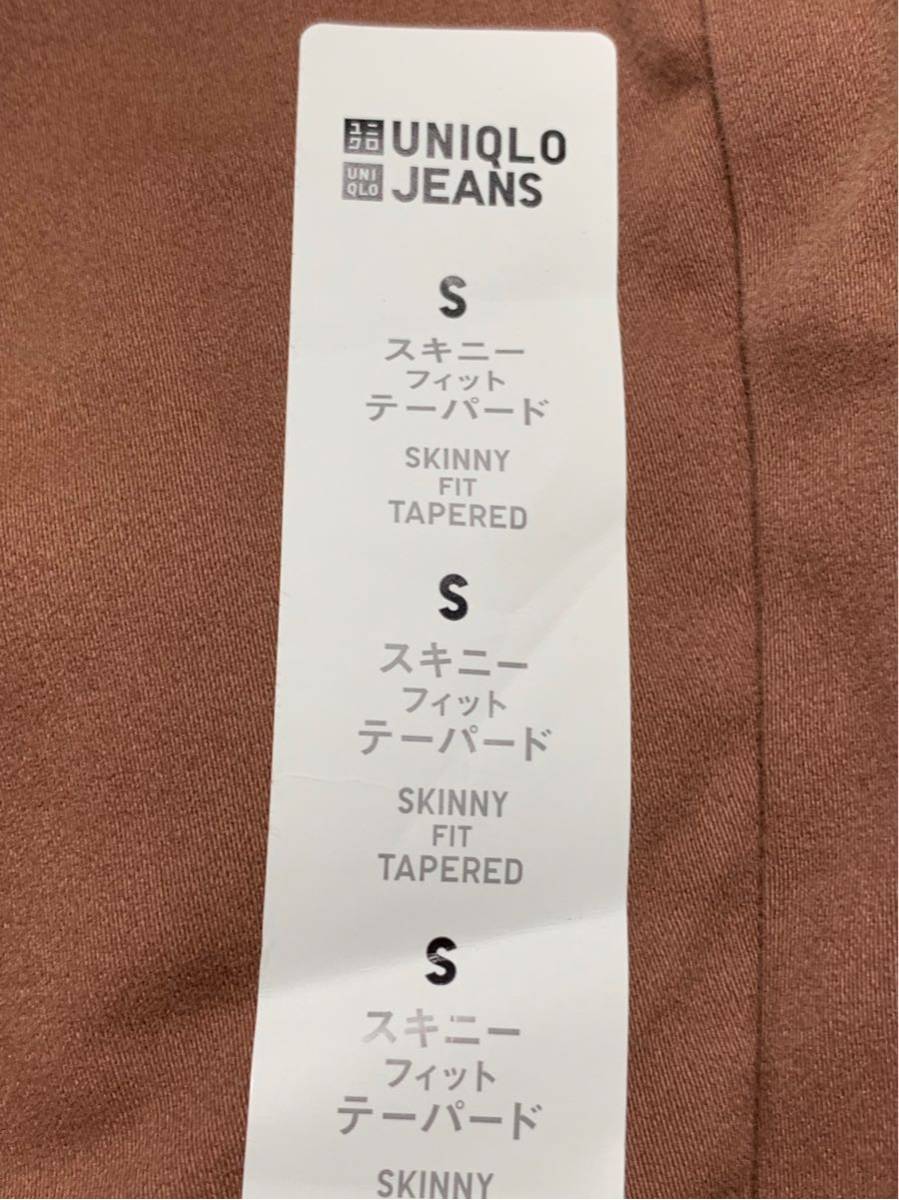 ユニ
クロ
UNIQLO
UNI
QLO
JEANS
S
スキニー
フィット
テーパード
SKINNY
FIT
TAPERED
S
スキニー
フィット
テーパード
SKINNY
FIT
TAPERED
S
スキニー
フィット
テーパード
SKINNY